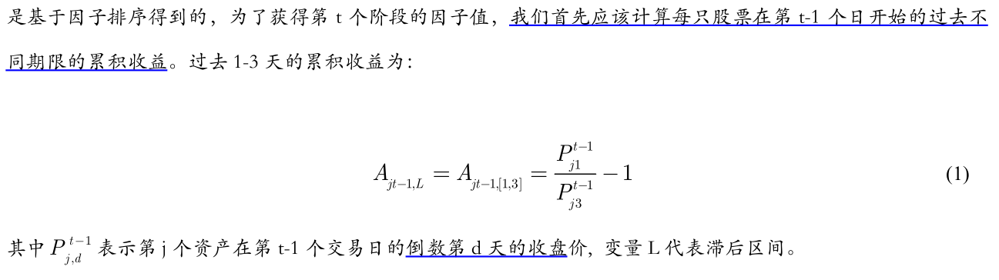 是基于因子排序得到的，为了获得第 t 个阶段的因子值，我们首先应该计算每只股票在第 t-1 个日开始的过去不
同期限的累积收益。过去 1-3 天的累积收益为：
A_{jt-1,L} = A_{jt-1,[1,3]} = \frac{P_{j1}^{t-1}}{P_{j3}^{t-1}} - 1 (1)
其中 P_{j,d}^{t-1} 表示第 j 个资产在第 t-1 个交易日的倒数第 d 天的收盘价, 变量 L 代表滞后区间。